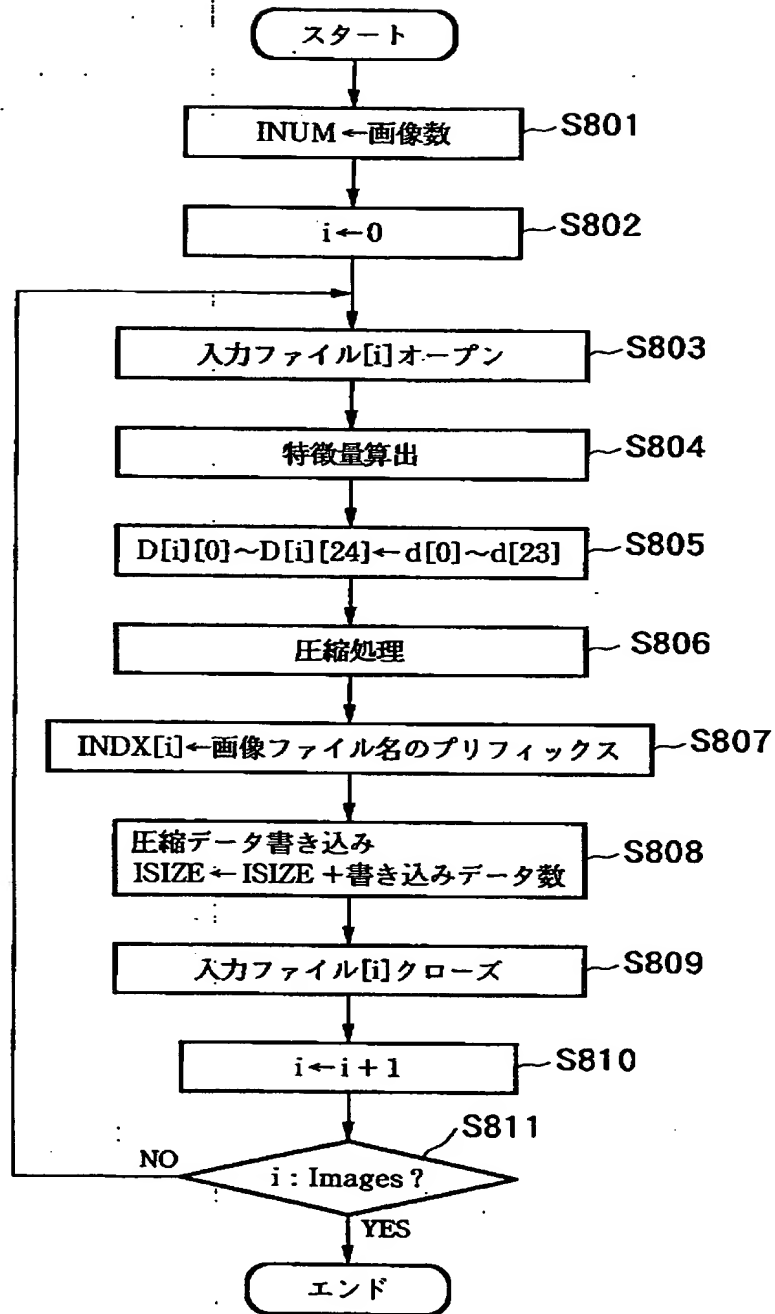 スタート
INUM←画像数
S801
i←0
S802
入力ファイル[i]オープン
S803
特徴量算出
S804
D[i][0]～D[i][24]←d[0]～d[23]
S805
圧縮処理
S806
INDX[i]←画像ファイル名のプリフィックス
S807
圧縮データ書き込み
ISIZE←ISIZE+書き込みデータ数
S808
入力ファイル[i]クローズ
S809
i←i+1
S810
S811
NO
i : Images ?
YES
エンド